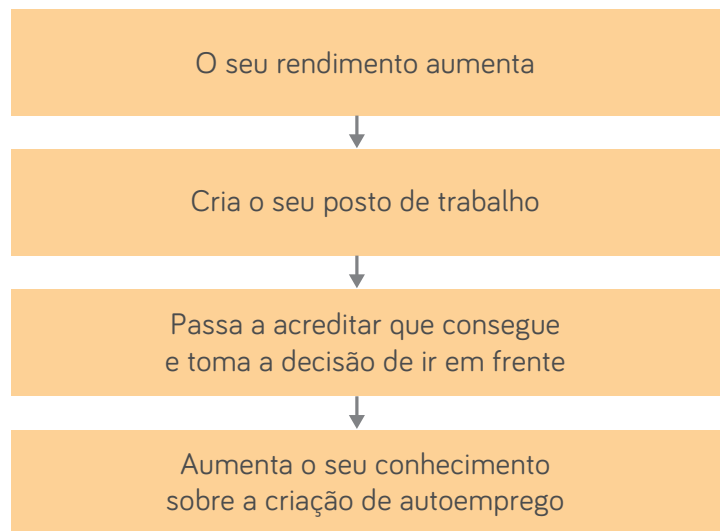 O seu rendimento aumenta
Cria o seu posto de trabalho
Passa a acreditar que consegue
e toma a decisão de ir em frente
Aumenta o seu conhecimento
sobre a criação de autoemprego